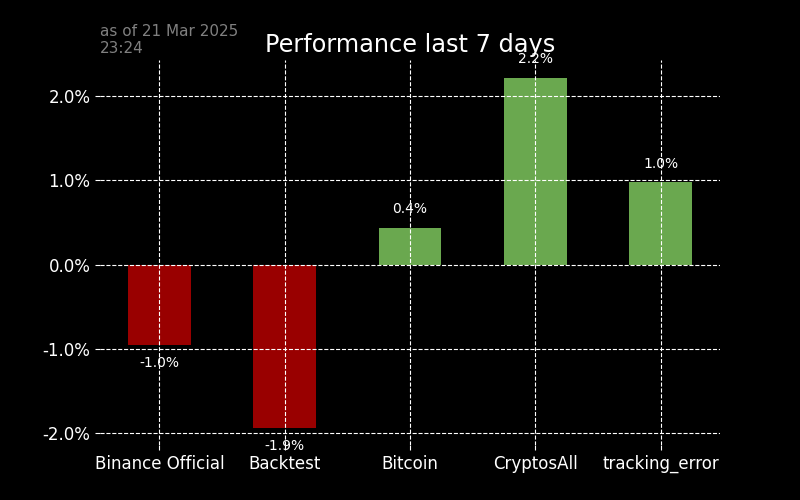 as of 21 Mar 2025
23:24
Performance last 7 days
2.2%
2.0%
1.0%
1.0%
0.4%
0.0%
-1.0%
-1.0%
-2.0%
-1.9%
Binance Official
Backtest
Bitcoin
CryptosAll
tracking_error